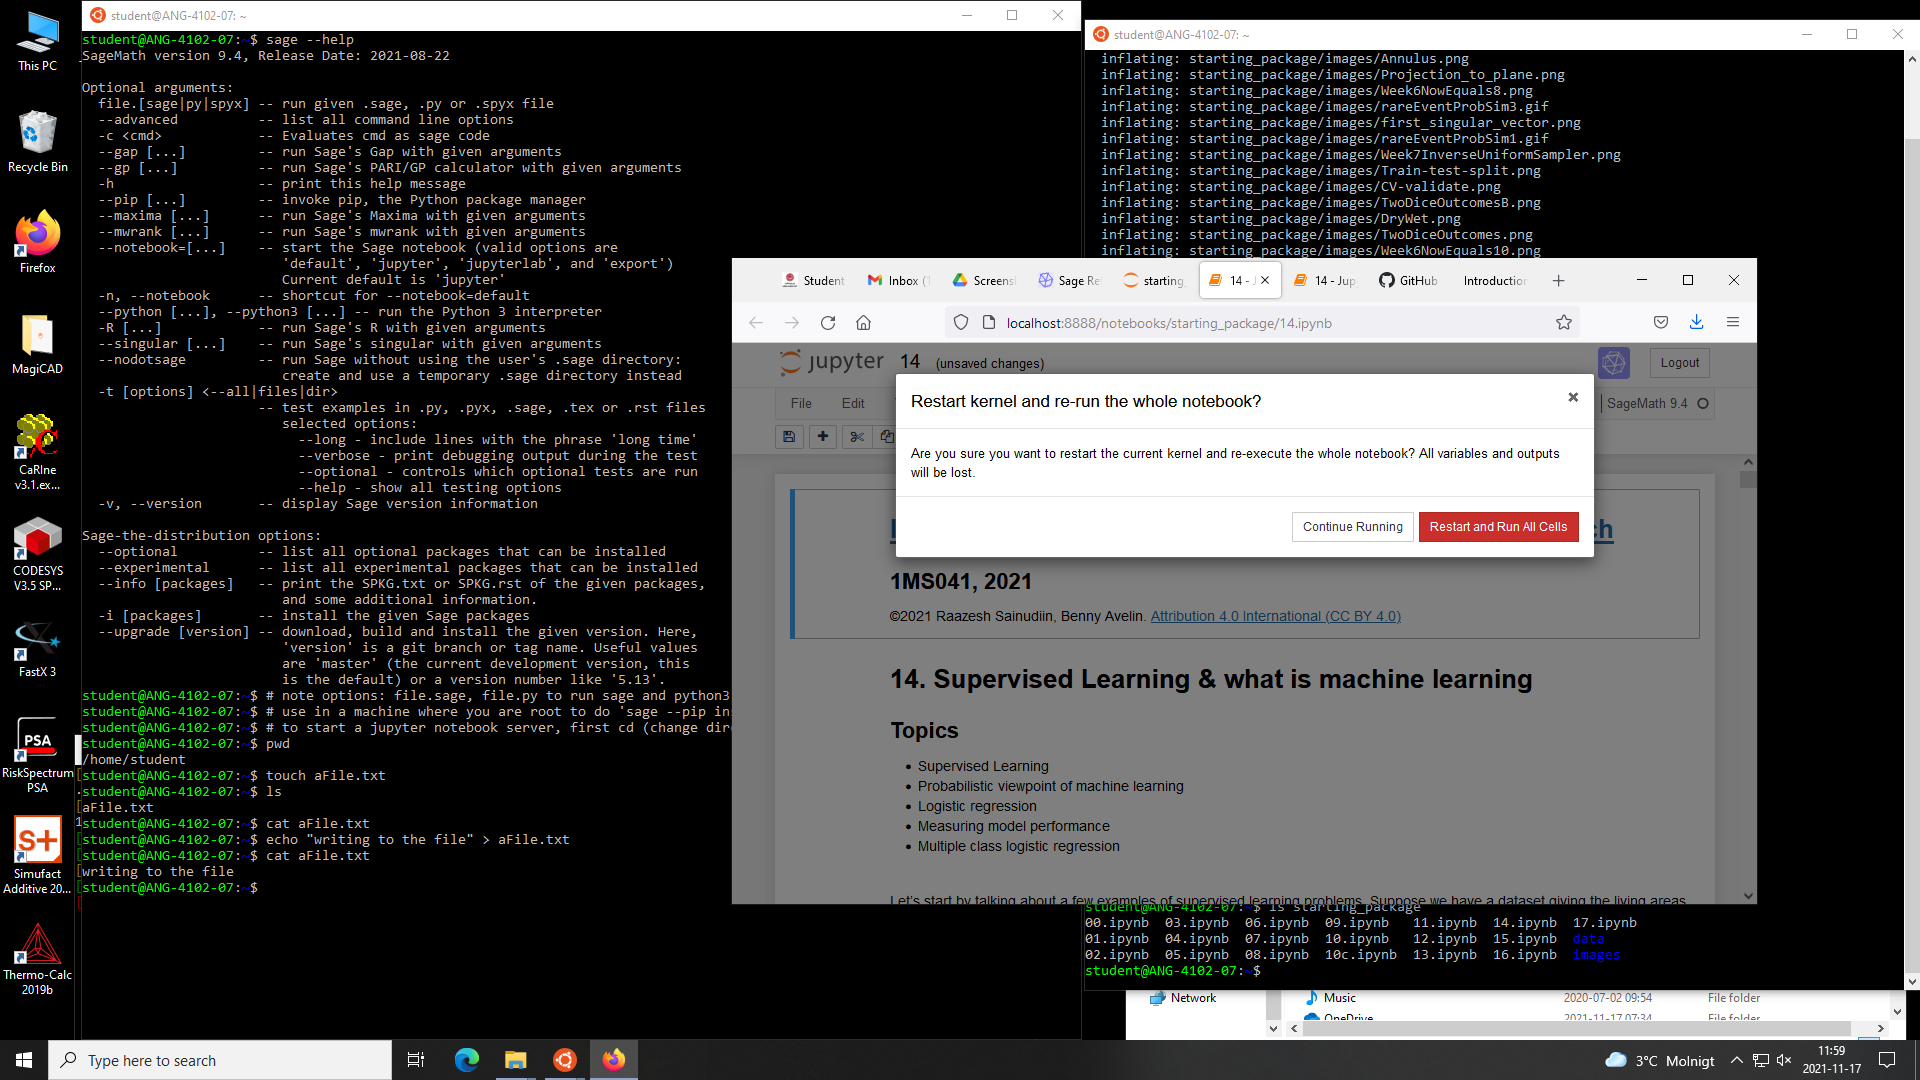 This PC
Recycle Bin
Firefox
MagiCAD
CaRIne
v3.1.ex...
CODESYS
V3.5 SP...
FastX 3
RiskSpectrum
PSA
Simufact
Additive 20...
Thermo-Calc
2019b
student@ANG-4102-07: ~
student@ANG-4102-07:~$ sage --help
SageMath version 9.4, Release Date: 2021-08-22
Optional arguments:
file.[sage|py|spyx] -- run given .sage, .py or .spyx file
--advanced -- list all command line options
-c <cmd> -- Evaluates cmd as sage code
--gap [...] -- run Sage's Gap with given arguments
--gp [...] -- run Sage's PARI/GP calculator with given arguments
-h -- print this help message
--pip [...] -- invoke pip, the Python package manager
--maxima [...] -- run Sage's Maxima with given arguments
--mwrank [...] -- run Sage's mwrank with given arguments
--notebook=[...] -- start the Sage notebook (valid options are
'default', 'jupyter', 'jupyterlab', and 'export')
Current default is 'jupyter'
-n, --notebook -- shortcut for --notebook=default
--python [...], --python3 [...] -- run the Python 3 interpreter
-R [...] -- run Sage's R with given arguments
--singular [...] -- run Sage's singular with given arguments
--nodotsage -- run Sage without using the user's .sage directory:
create and use a temporary .sage directory instead
-t [options] <--all|files|dir>
-- test examples in .py, .pyx, .sage, .tex or .rst files
selected options:
--long - include lines with the phrase 'long time'
--verbose - print debugging output during the test
--optional - controls which optional tests are run
--help - show all testing options
-v, --version -- display Sage version information
Sage-the-distribution options:
--optional -- list all optional packages that can be installed
--experimental -- list all experimental packages that can be installed
--info [packages] -- print the SPKG.txt or SPKG.rst of the given packages,
and some additional information.
-i [packages] -- install the given Sage packages
--upgrade [version] -- download, build and install the given version. Here,
'version' is a git branch or tag name. Useful values
are 'master' (the current development version, this
is the default) or a version number like '5.13'.
student@ANG-4102-07:~$ # note options: file.sage, file.py to run sage and python3
student@ANG-4102-07:~$ # use in a machine where you are root to do 'sage --pip in
student@ANG-4102-07:~$ # to start a jupyter notebook server, first cd (change dir
student@ANG-4102-07:~$ pwd
/home/student
student@ANG-4102-07:~$ touch aFile.txt
student@ANG-4102-07:~$ ls
aFile.txt
student@ANG-4102-07:~$ cat aFile.txt
student@ANG-4102-07:~$ echo "writing to the file" > aFile.txt
student@ANG-4102-07:~$ cat aFile.txt
writing to the file
student@ANG-4102-07:~$
student@ANG-4102-07: ~
inflating: starting_package/images/Annulus.png
inflating: starting_package/images/Projection_to_plane.png
inflating: starting_package/images/Week6NowEquals8.png
inflating: starting_package/images/rareEventProbSim3.gif
inflating: starting_package/images/first_singular_vector.png
inflating: starting_package/images/rareEventProbSim1.gif
inflating: starting_package/images/Week7InverseUniformSampler.png
inflating: starting_package/images/Train-test-split.png
inflating: starting_package/images/CV-validate.png
inflating: starting_package/images/TwoDiceOutcomesB.png
inflating: starting_package/images/DryWet.png
inflating: starting_package/images/TwoDiceOutcomes.png
inflating: starting_package/images/Week6NowEquals10.png
Student Inbox (1 Screensh Sage Re starting_ 14 - J 14 - Jup GitHub Introduction
localhost:8888/notebooks/starting_package/14.ipynb
jupyter 14 (unsaved changes) Logout
File Edit SageMath 9.4
Restart kernel and re-run the whole notebook?
Are you sure you want to restart the current kernel and re-execute the whole notebook? All variables and outputs
will be lost.
Continue Running Restart and Run All Cells
1MS041, 2021
©2021 Raazesh Sainudiin, Benny Avelin. Attribution 4.0 International (CC BY 4.0)
14. Supervised Learning & what is machine learning
Topics
• Supervised Learning
• Probabilistic viewpoint of machine learning
• Logistic regression
• Measuring model performance
• Multiple class logistic regression
Let's start by talking about a few examples of supervised learning problems. Suppose we have a dataset giving the living areas
student@ANG-4102-07:~$ ls starting_package
00.ipynb 03.ipynb 06.ipynb 09.ipynb 11.ipynb 14.ipynb 17.ipynb
01.ipynb 04.ipynb 07.ipynb 10.ipynb 12.ipynb 15.ipynb data
02.ipynb 05.ipynb 08.ipynb 10c.ipynb 13.ipynb 16.ipynb images
student@ANG-4102-07:~$
Network Music 2020-07-02 09:54 File folder
OneDrive 2021-11-17 07:34 File folder
Type here to search
3°C Molnigt
11:59
2021-11-17